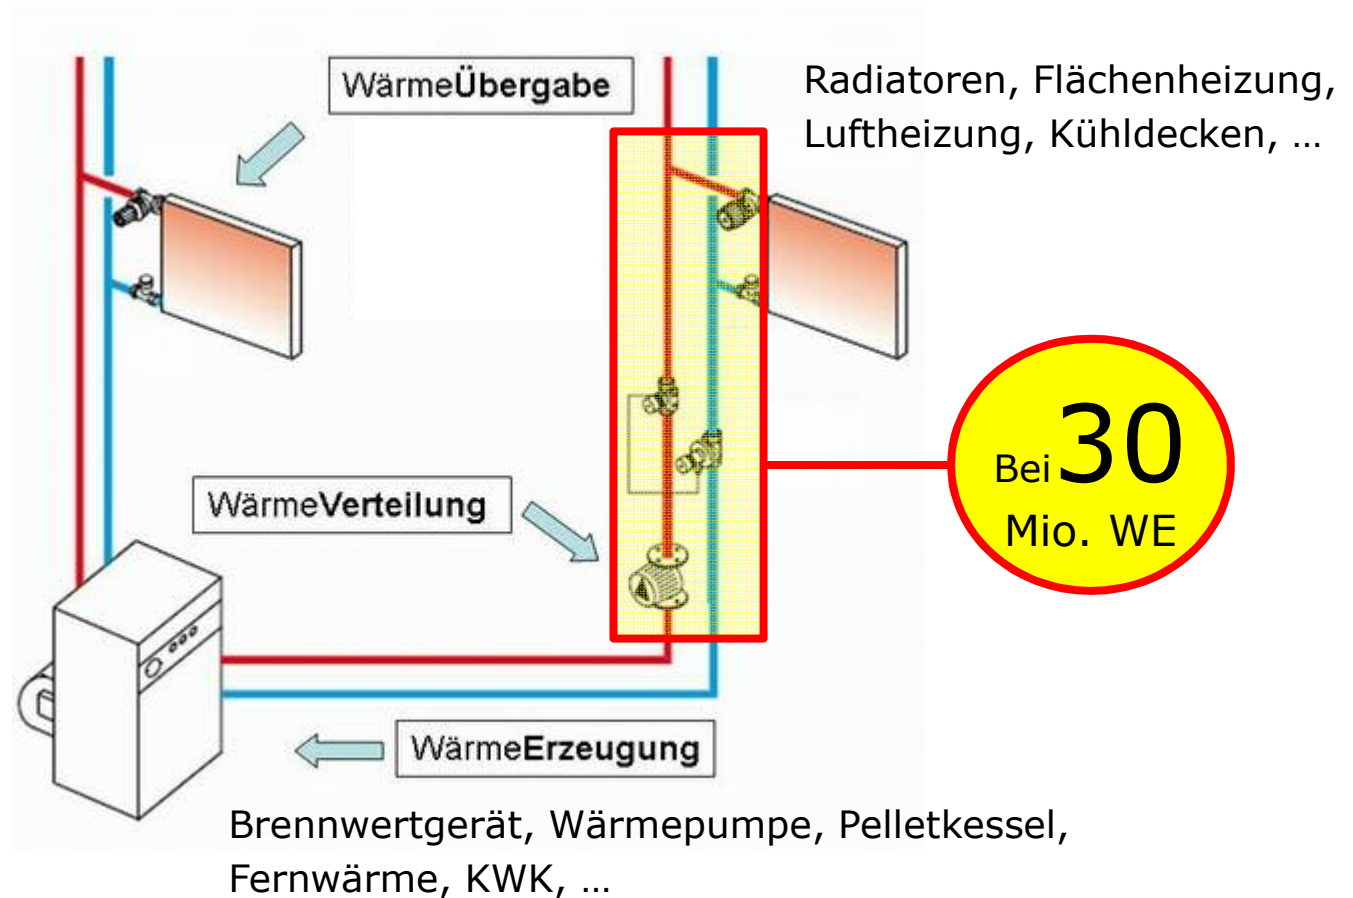 WärmeÜbergabe
Radiatoren, Flächenheizung,
Luftheizung, Kühldecken, …
Bei 30
Mio. WE
WärmeVerteilung
WärmeErzeugung
Brennwertgerät, Wärmepumpe, Pelletkessel,
Fernwärme, KWK, …